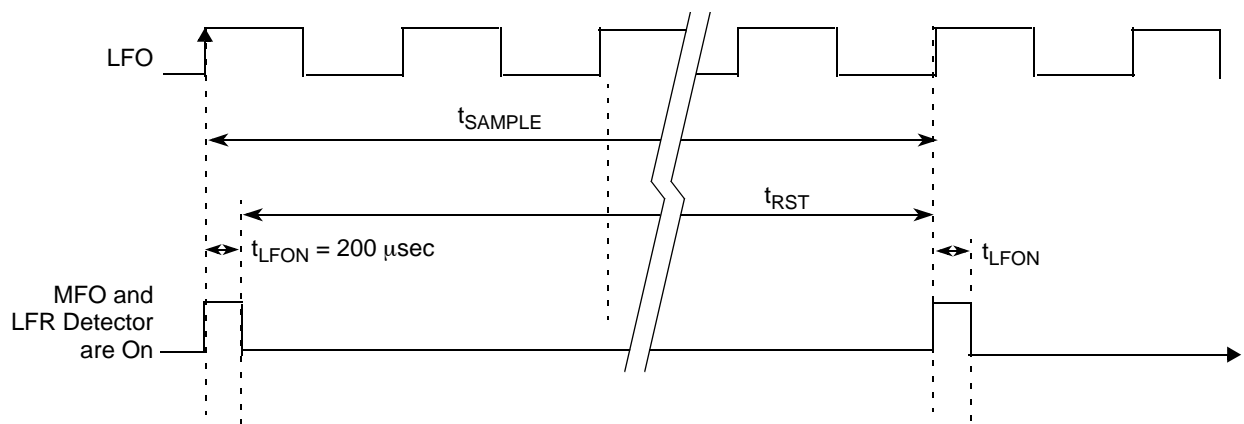 LFO
tSAMPLE
tRST
tLFON = 200 μsec
tLFON
MFO and
LFR Detector
are On